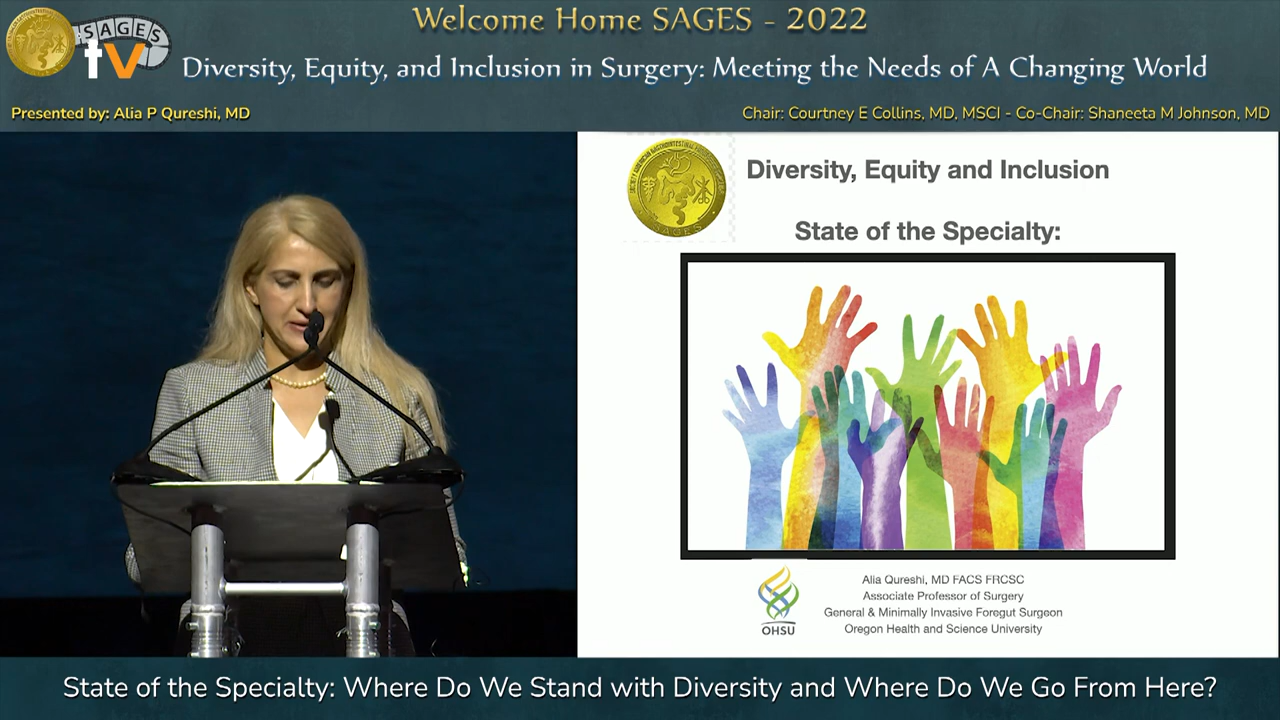 Welcome Home SAGES - 2022
SAGES
tv
Diversity, Equity, and Inclusion in Surgery: Meeting the Needs of A Changing World
Presented by: Alia P Qureshi, MD
Chair: Courtney E Collins, MD, MSCI - Co-Chair: Shaneeta M Johnson, MD
Diversity, Equity and Inclusion
State of the Specialty:
SAGES
Alia Qureshi, MD FACS FRCSC
Associate Professor of Surgery
General & Minimally Invasive Foregut Surgeon
Oregon Health and Science University
OHSU
State of the Specialty: Where Do We Stand with Diversity and Where Do We Go From Here?